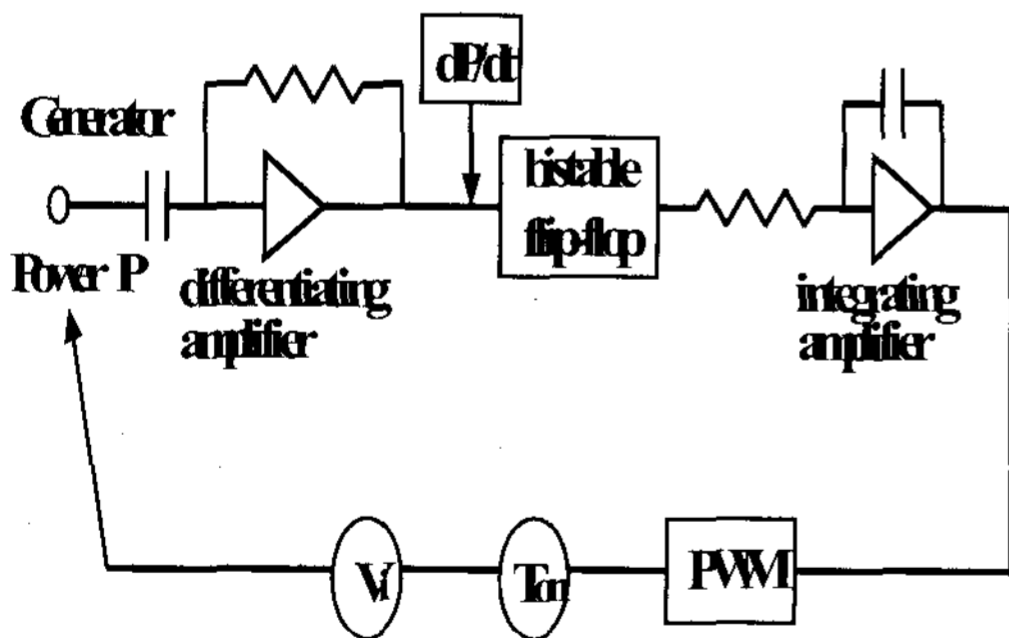 dP/dt
Generator
bistable
flip-flop
Power P
differentiating
amplifier
integrating
amplifier
Vi
Ton
PWM